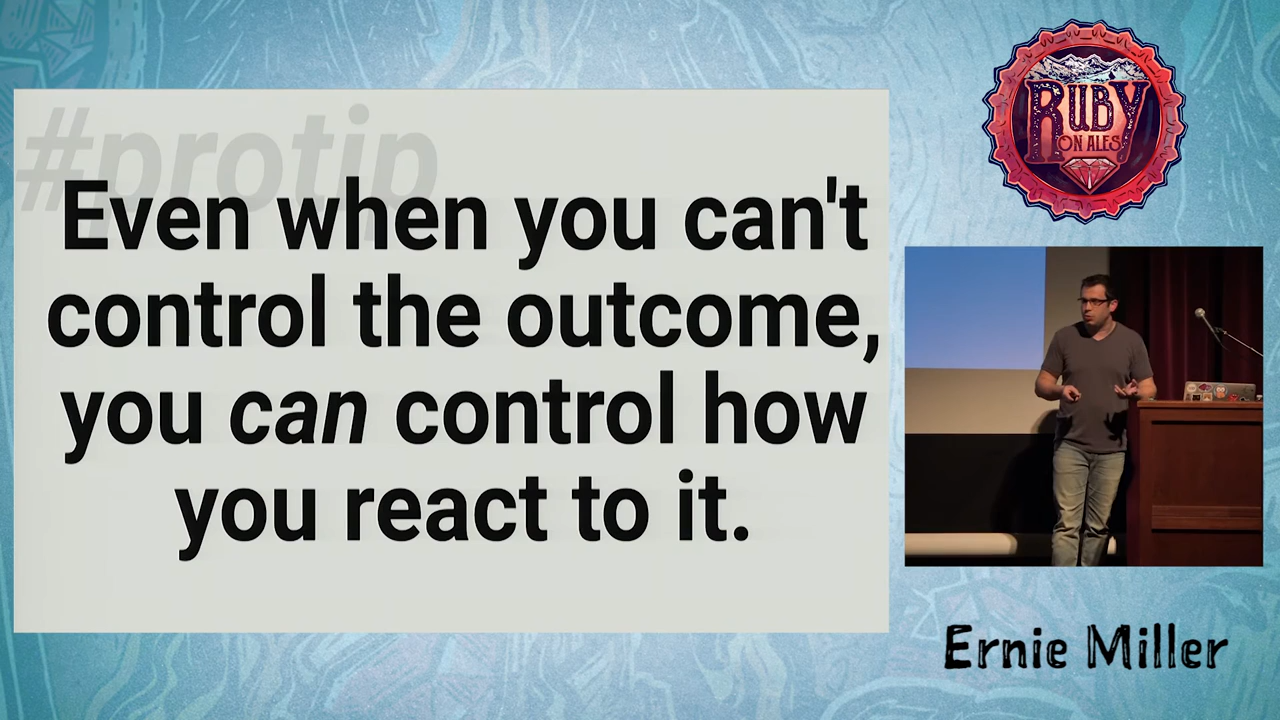 #protip
Even when you can't
control the outcome,
you can control how
you react to it.
RUBY
ON ALES
Ernie Miller